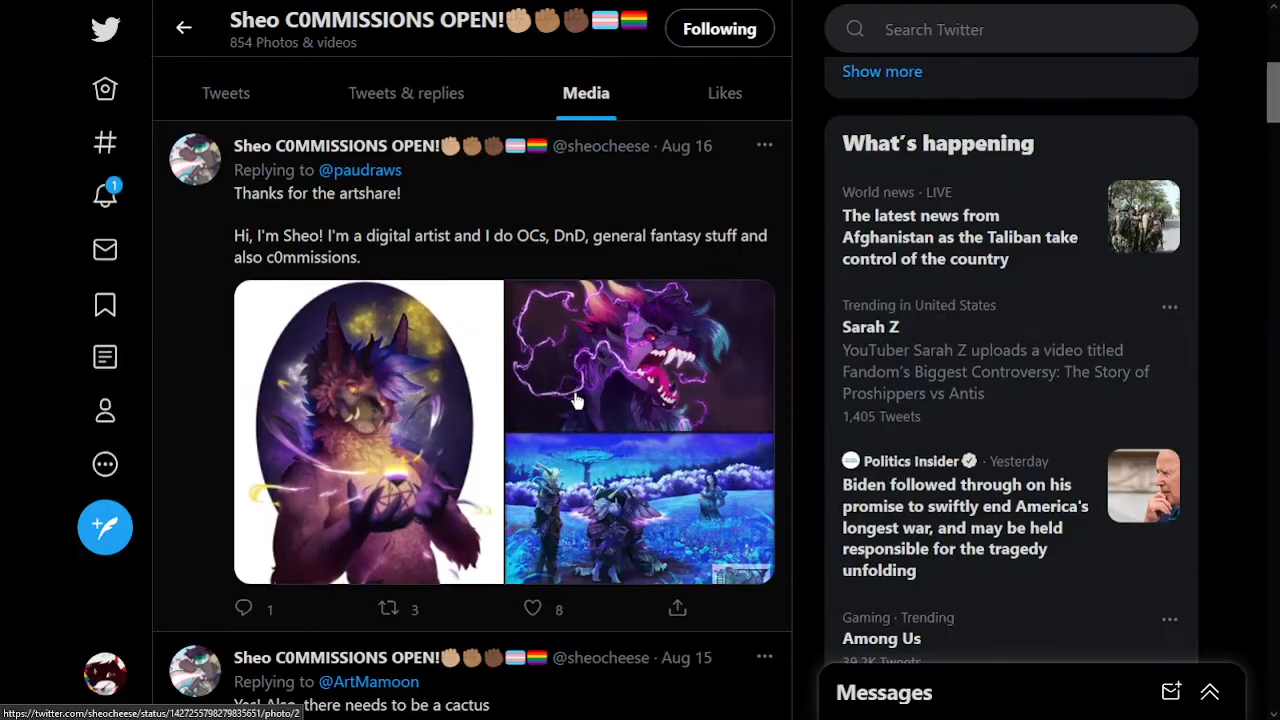 Sheo C0MMISSIONS OPEN!✊🏼✊🏽✊🏾🏳️‍⚧️🏳️‍🌈
854 Photos & videos
Following
Tweets
Tweets & replies
Media
Likes
Sheo C0MMISSIONS OPEN!✊🏼✊🏽✊🏾🏳️‍⚧️🏳️‍🌈 @sheocheese · Aug 16
Replying to @paudraws
Thanks for the artshare!
Hi, I'm Sheo! I'm a digital artist and I do OCs, DnD, general fantasy stuff and
also c0mmissions.
1
3
8
Sheo C0MMISSIONS OPEN!✊🏼✊🏽✊🏾🏳️‍⚧️🏳️‍🌈 @sheocheese · Aug 15
Replying to @ArtMamoon
Yes! Also, there needs to be a cactus
https://twitter.com/sheocheese/status/1427255798279835651/photo/2
1
Search Twitter
Show more
What's happening
World news · LIVE
The latest news from
Afghanistan as the Taliban take
control of the country
Trending in United States
Sarah Z
YouTuber Sarah Z uploads a video titled
Fandom's Biggest Controversy: The Story of
Proshippers vs Antis
1,405 Tweets
Politics Insider · Yesterday
Biden followed through on his
promise to swiftly end America's
longest war, and may be held
responsible for the tragedy
unfolding
Gaming · Trending
Among Us
39.2K Tweets
Messages